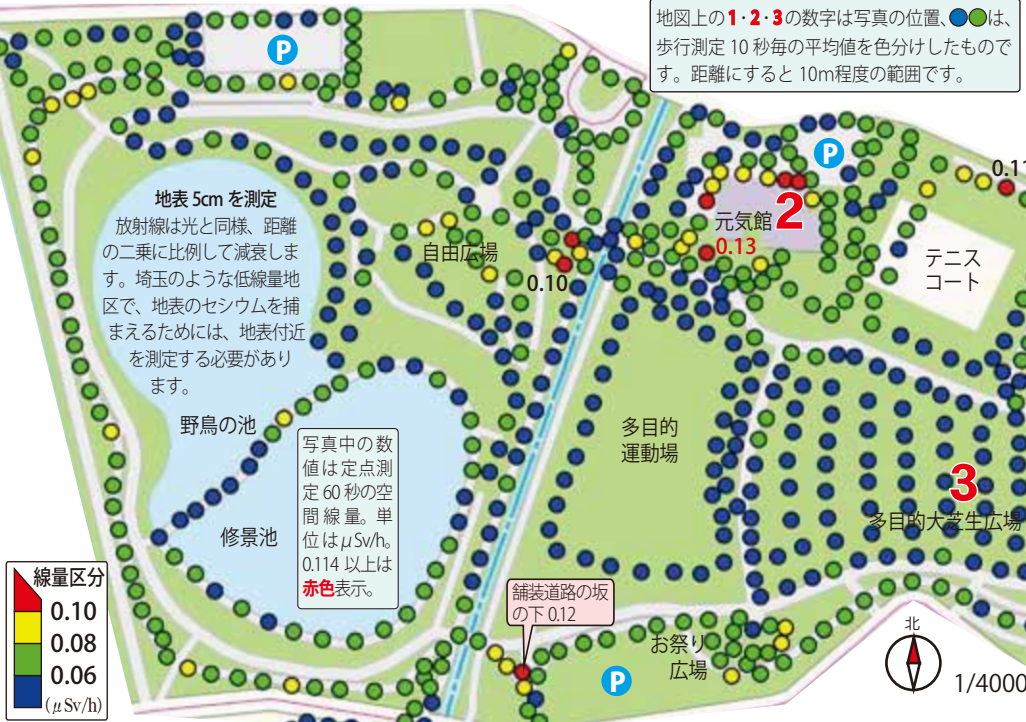 地図上の1・2・3の数字は写真の位置、●●は、
歩行測定 10 秒毎の平均値を色分けしたもので
す。距離にすると 10m程度の範囲です。
P
P
地表 5cm を測定
放射線は光と同様、距離
の二乗に比例して減衰しま
す。埼玉のような低線量地
区で、地表のセシウムを捕
まえるためには、地表付近
を測定する必要があり
ます。
自由広場
0.10
元気館
2
0.13
0.11
テニス
コート
野鳥の池
修景池
写真中の数
値は定点測
定 60 秒の空
間線量。単
位はμSv/h。
0.114 以上は
赤色表示。
多目的
運動場
3
多目的大芝生広場
線量区分
0.10
0.08
0.06
(μSv/h)
舗装道路の坂
の下 0.12
お祭り
広場
P
北
1/4000